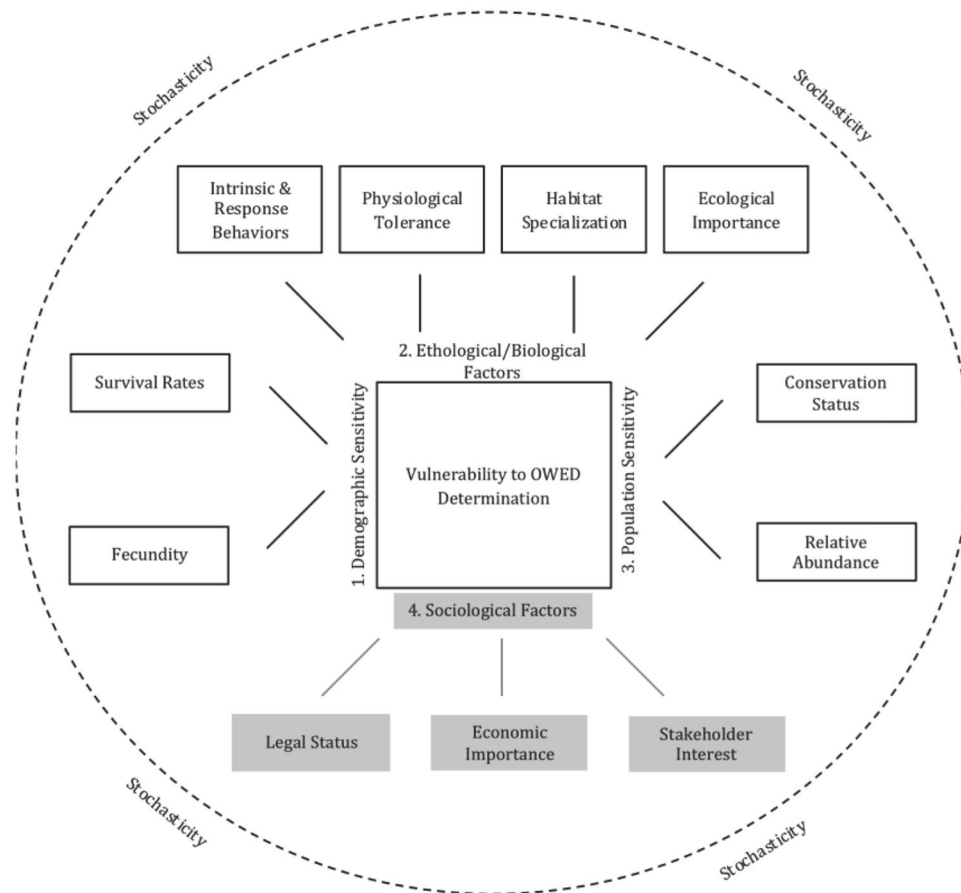 Stochasticity
Stochasticity
Intrinsic &
Response
Behaviors
Physiological
Tolerance
Habitat
Specialization
Ecological
Importance
2. Ethological/Biological
Factors
Survival Rates
Fecundity
1. Demographic Sensitivity
Vulnerability to OWED
Determination
3. Population Sensitivity
Conservation
Status
Relative
Abundance
4. Sociological Factors
Legal Status
Economic
Importance
Stakeholder
Interest
Stochasticity
Stochasticity